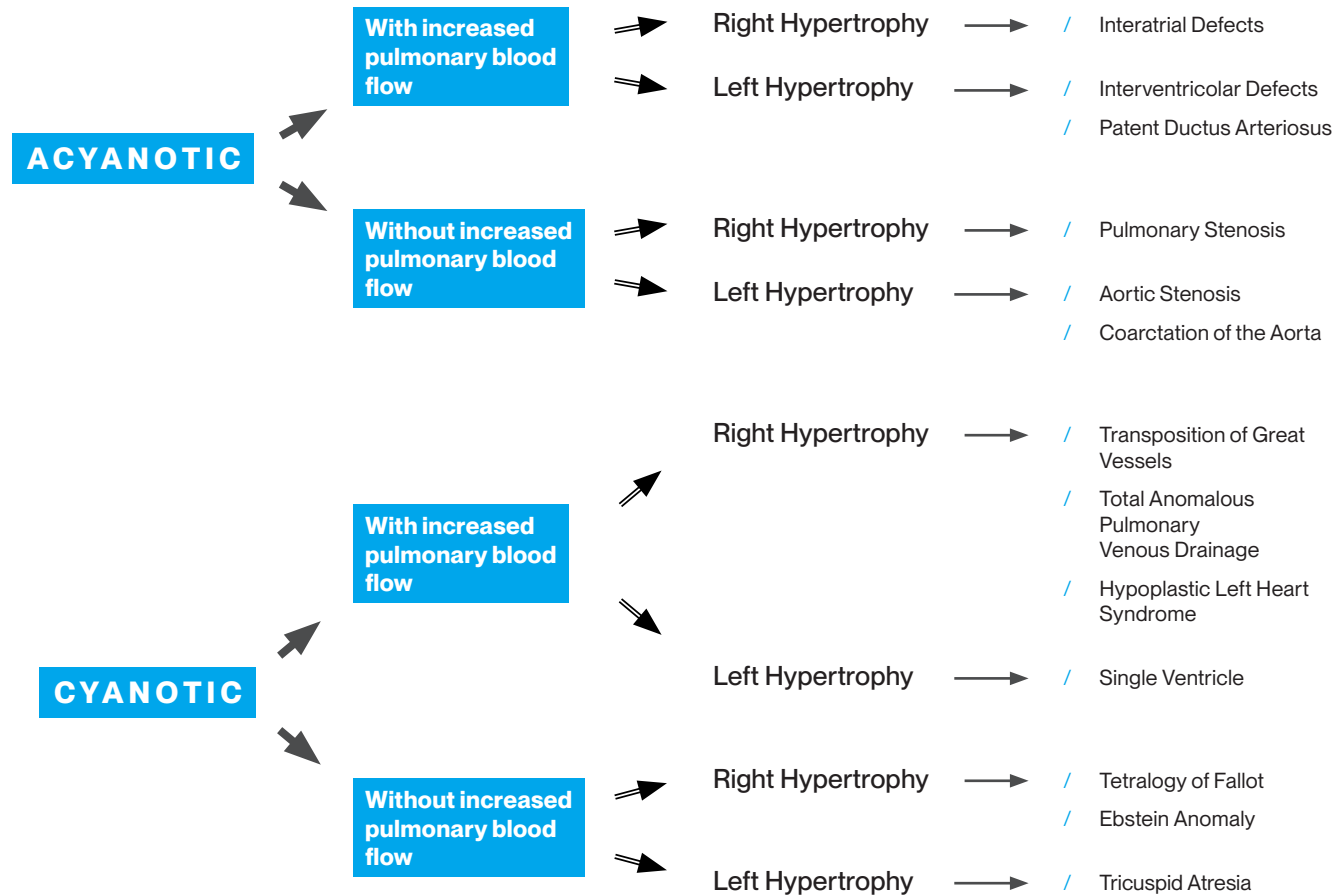 With increased
pulmonary blood
flow
Right Hypertrophy
/ Interatrial Defects
Left Hypertrophy
/ Interventricolar Defects
/ Patent Ductus Arteriosus
ACYANOTIC
Without increased
pulmonary blood
flow
Right Hypertrophy
/ Pulmonary Stenosis
Left Hypertrophy
/ Aortic Stenosis
/ Coarctation of the Aorta
Right Hypertrophy
/ Transposition of Great
Vessels
/ Total Anomalous
Pulmonary
Venous Drainage
/ Hypoplastic Left Heart
Syndrome
With increased
pulmonary blood
flow
Left Hypertrophy
/ Single Ventricle
CYANOTIC
Without increased
pulmonary blood
flow
Right Hypertrophy
/ Tetralogy of Fallot
/ Ebstein Anomaly
Left Hypertrophy
/ Tricuspid Atresia